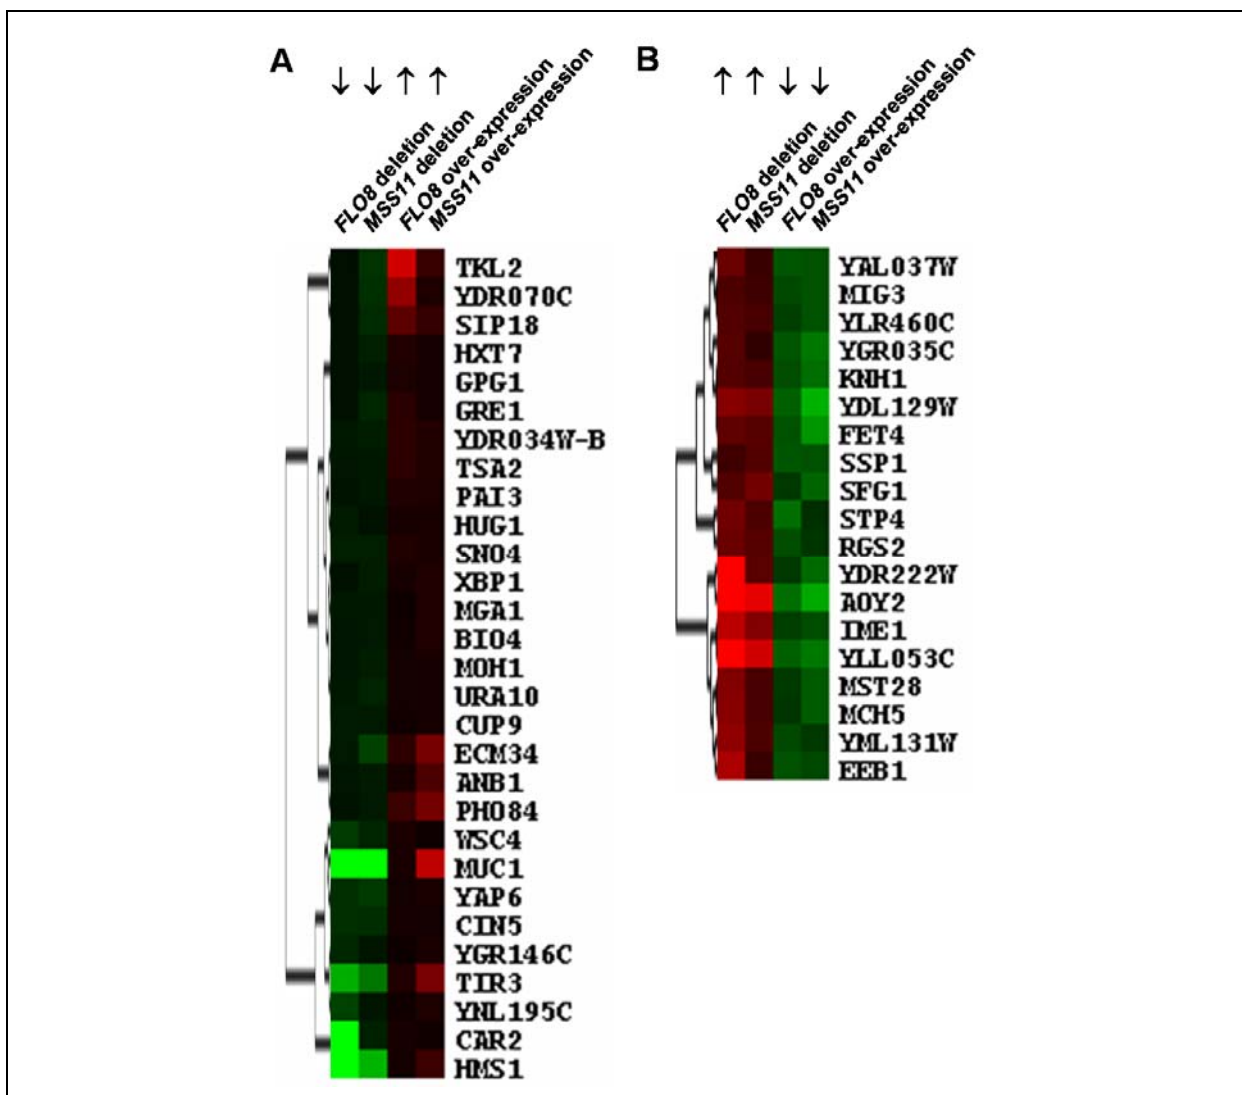 A
↓ ↓ ↑ ↑
FLO8 deletion
MSS11 deletion
FLO8 over-expression
MSS11 over-expression
TKL2
YDR070C
SIP18
HXT7
GPG1
GRE1
YDR034W-B
TSA2
PAI3
HUG1
SNO4
XBP1
MGA1
BIO4
MOH1
URA10
CUP9
ECM34
ANB1
PHO84
WSC4
MUC1
YAP6
CIN5
YGR146C
TIR3
YNL195C
CAR2
HMS1
B
↑ ↑ ↓ ↓
FLO8 deletion
MSS11 deletion
FLO8 over-expression
MSS11 over-expression
YAL037W
MIG3
YLR460C
YGR035C
KNH1
YDL129W
FET4
SSP1
SFG1
STP4
RGS2
YDR222W
AQY2
IME1
YLL053C
MST28
MCH5
YML131W
EEB1